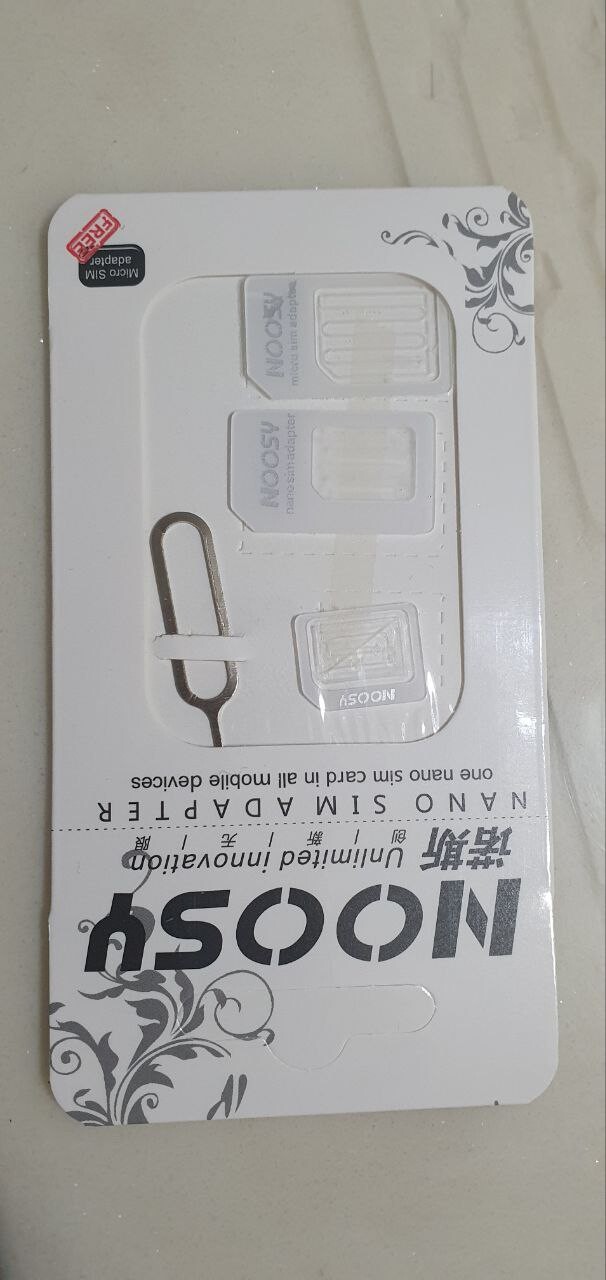 NOOSY
诺斯
Unlimited innovation
创 / 新 / 无 / 限
NANO SIM ADAPTER
one nano sim card in all mobile devices
NOOSY
NOOSY
nano sim adapter
NOOSY
micro sim adapter
Micro SIM
adapter
FREE